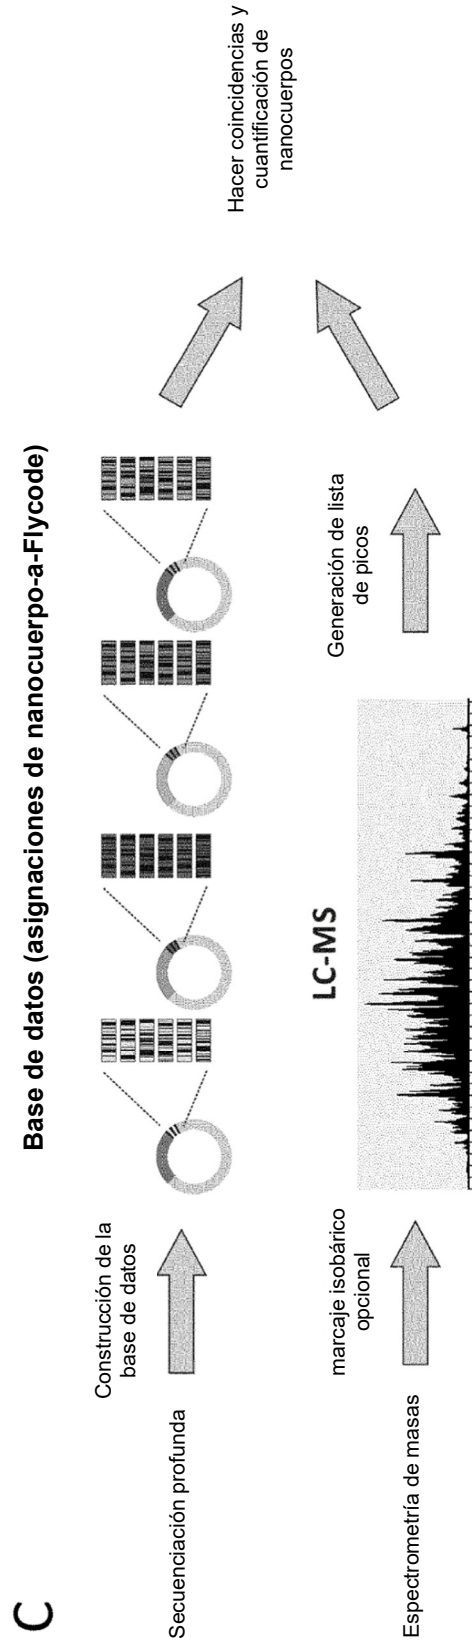 C
Base de datos (asignaciones de nanocuerpo-a-Flycode)
Secuenciación profunda
Construcción de la
base de datos
Hacer coincidencias y
cuantificación de
nanocuerpos
LC-MS
Espectrometría de masas
marcaje isobárico
opcional
Generación de lista
de picos